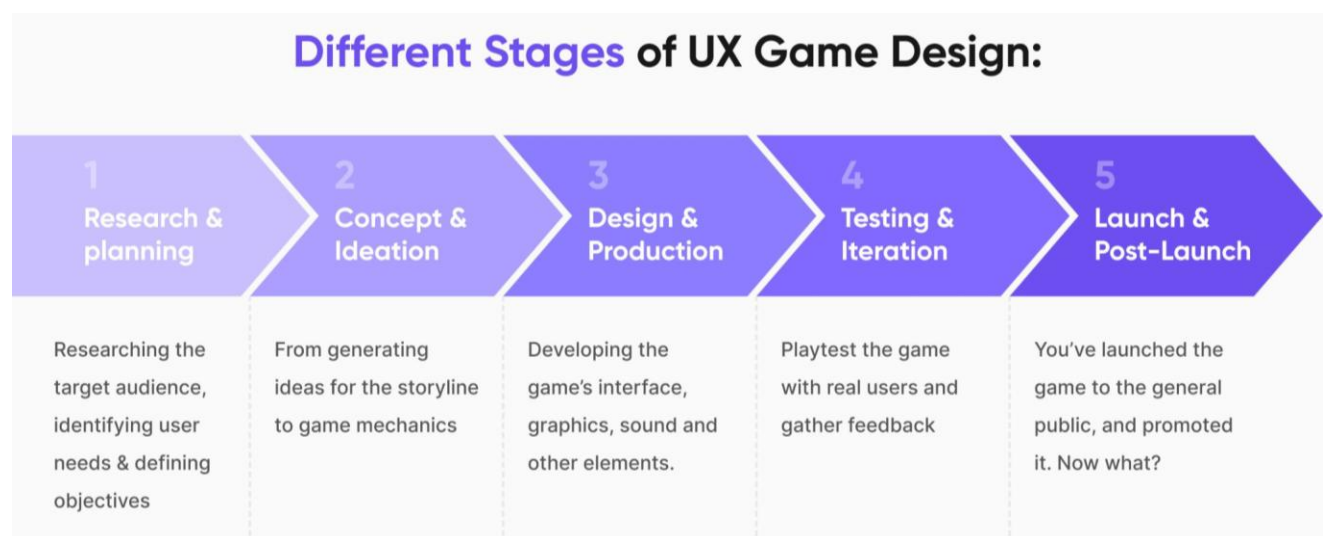 Different Stages of UX Game Design:
1
Research &
planning
2
Concept &
Ideation
3
Design &
Production
4
Testing &
Iteration
5
Launch &
Post-Launch
Researching the
target audience,
identifying user
needs & defining
objectives
From generating
ideas for the storyline
to game mechanics
Developing the
game’s interface,
graphics, sound and
other elements.
Playtest the game
with real users and
gather feedback
You’ve launched the
game to the general
public, and promoted
it. Now what?